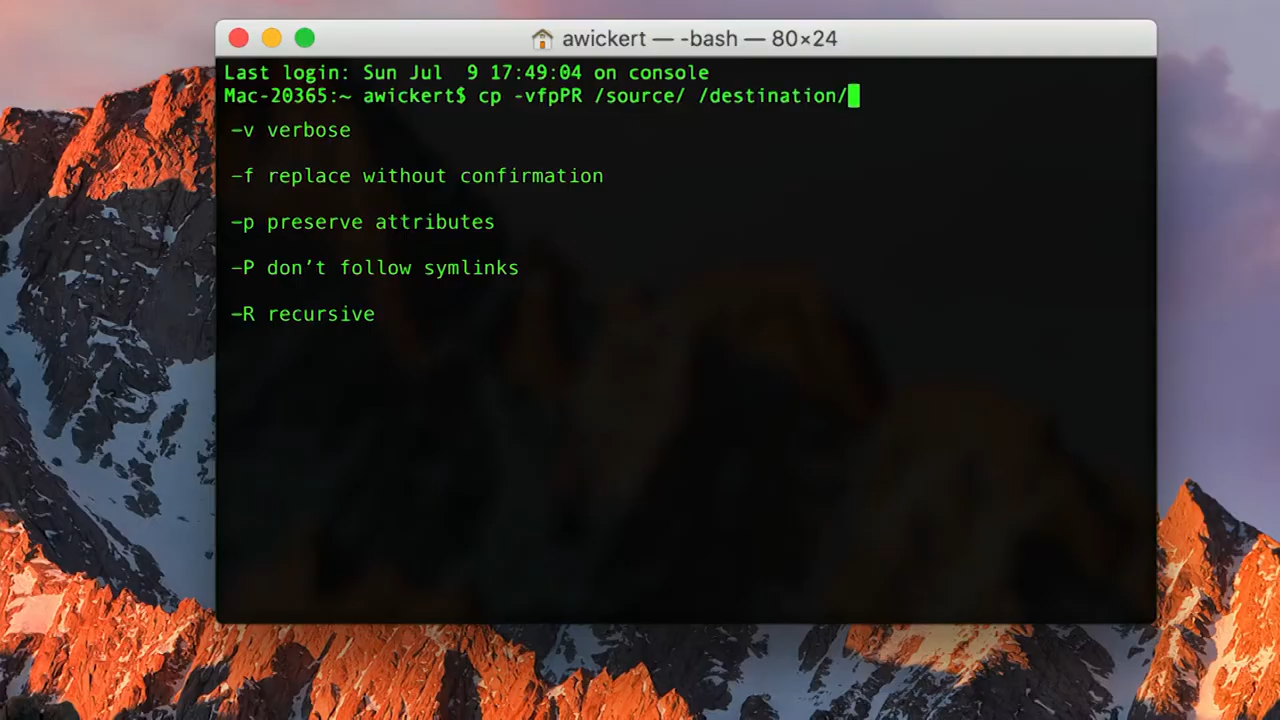 awickert — -bash — 80×24
Last login: Sun Jul  9 17:49:04 on console
Mac-20365:~ awickert$ cp -vfpPR /source/ /destination/
-v verbose
-f replace without confirmation
-p preserve attributes
-P don’t follow symlinks
-R recursive